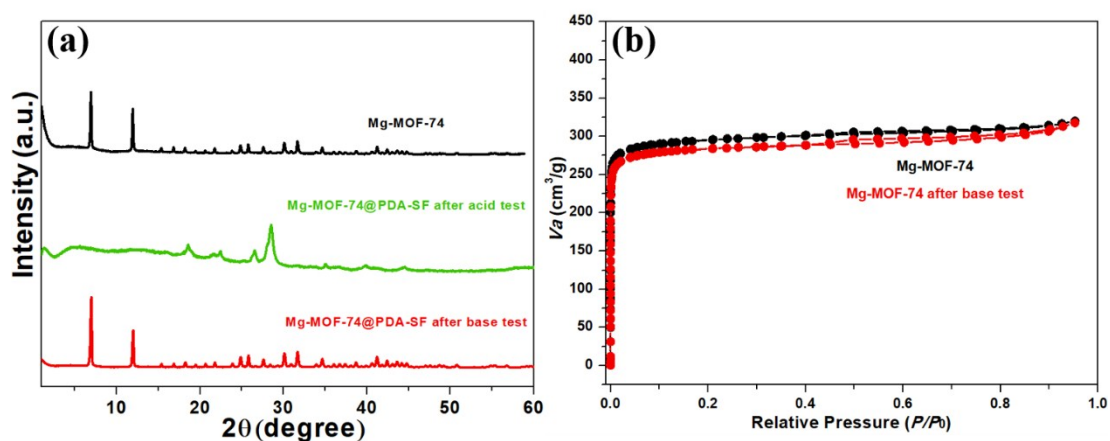 (a)
Intensity (a.u.)
Mg-MOF-74
Mg-MOF-74@PDA-SF after acid test
Mg-MOF-74@PDA-SF after base test
10 20 30 40 50 60
2θ (degree)
(b)
Va (cm³/g)
450
400
350
300
250
200
150
100
50
0
Mg-MOF-74
Mg-MOF-74 after base test
0.0 0.2 0.4 0.6 0.8 1.0
Relative Pressure (P/P₀)